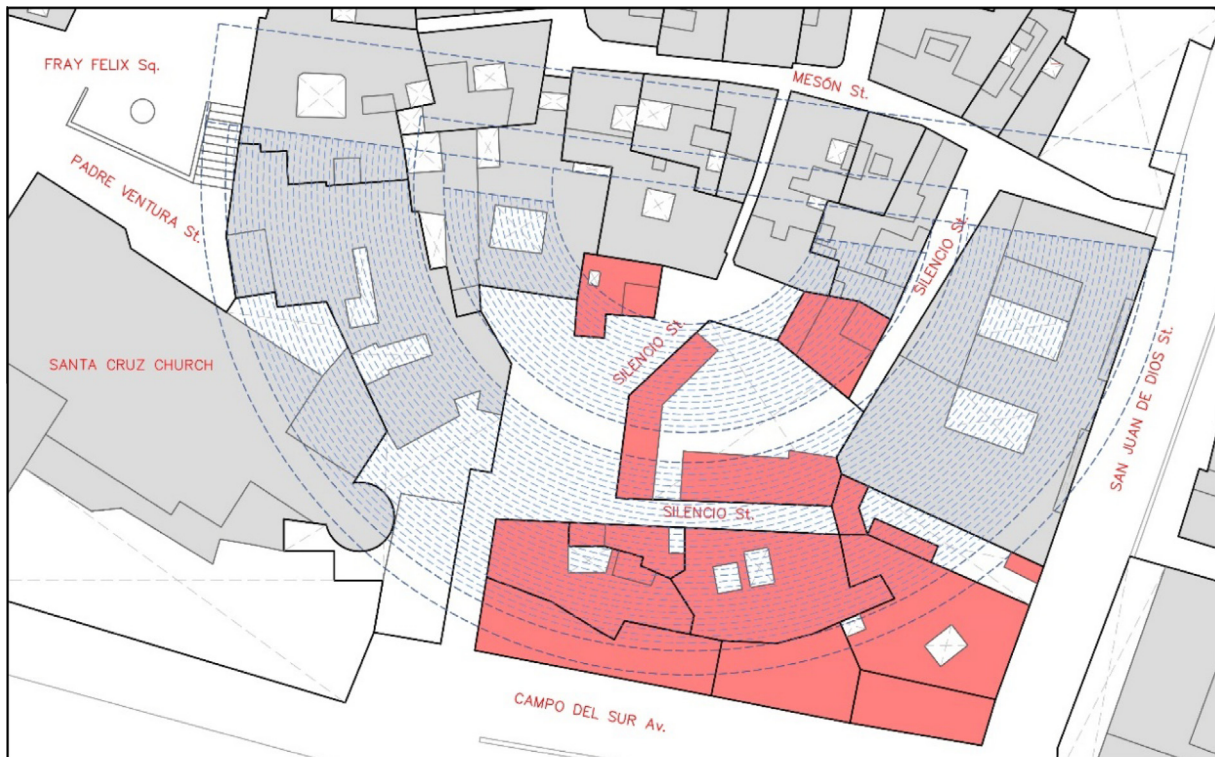 FRAY FELIX Sq.
MESÓN St.
PADRE VENTURA St.
SILENCIO St.
SANTA CRUZ CHURCH
SILENCIO St.
SAN JUAN DE DIOS St.
SILENCIO St.
CAMPO DEL SUR Av.